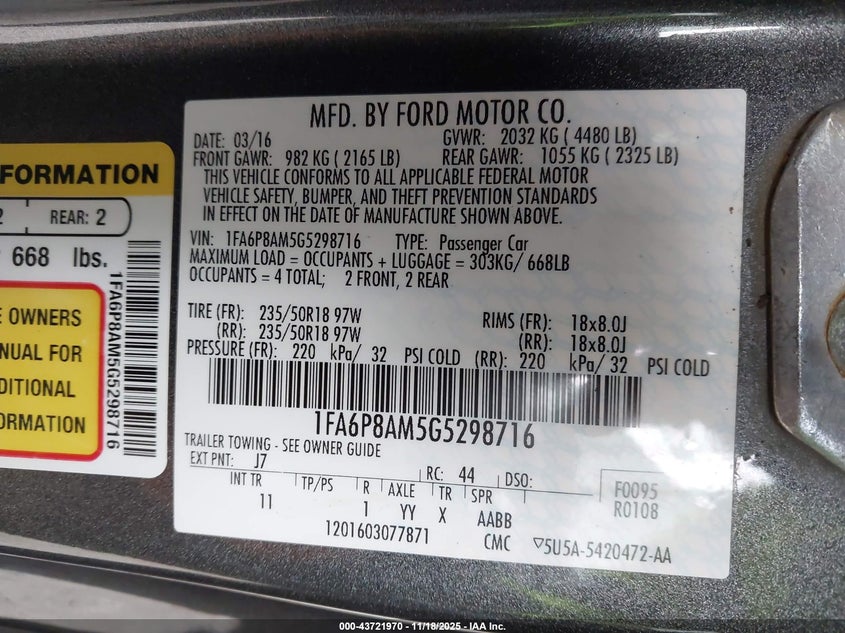 MFD. BY FORD MOTOR CO.
DATE: 03/16 GVWR: 2032 KG ( 4480 LB)
FRONT GAWR: 982 KG ( 2165 LB) REAR GAWR: 1055 KG ( 2325 LB)
THIS VEHICLE CONFORMS TO ALL APPLICABLE FEDERAL MOTOR
VEHICLE SAFETY, BUMPER, AND THEFT PREVENTION STANDARDS
IN EFFECT ON THE DATE OF MANUFACTURE SHOWN ABOVE.
VIN: 1FA6P8AM5G5298716 TYPE: Passenger Car
MAXIMUM LOAD = OCCUPANTS + LUGGAGE = 303KG/ 668LB
OCCUPANTS = 4 TOTAL; 2 FRONT, 2 REAR
TIRE (FR): 235/50R18 97W RIMS (FR): 18x8.0J
(RR): 235/50R18 97W (RR): 18x8.0J
PRESSURE (FR): 220 kPa/ 32 PSI COLD (RR): 220 kPa/ 32 PSI COLD
1FA6P8AM5G5298716
TRAILER TOWING - SEE OWNER GUIDE
EXT PNT: J7 RC: 44 DSO:
INT TR TP/PS R AXLE TR SPR
11 1 YY X AABB
1201603077871 CMC ▽5U5A-5420472-AA
F0095
R0108
FORMATION
2 REAR: 2
668 lbs.
E OWNERS
ANUAL FOR
DITIONAL
FORMATION
1FA6P8AM5G5298716
000-43721970 - 11/18/2025 - IAA Inc.